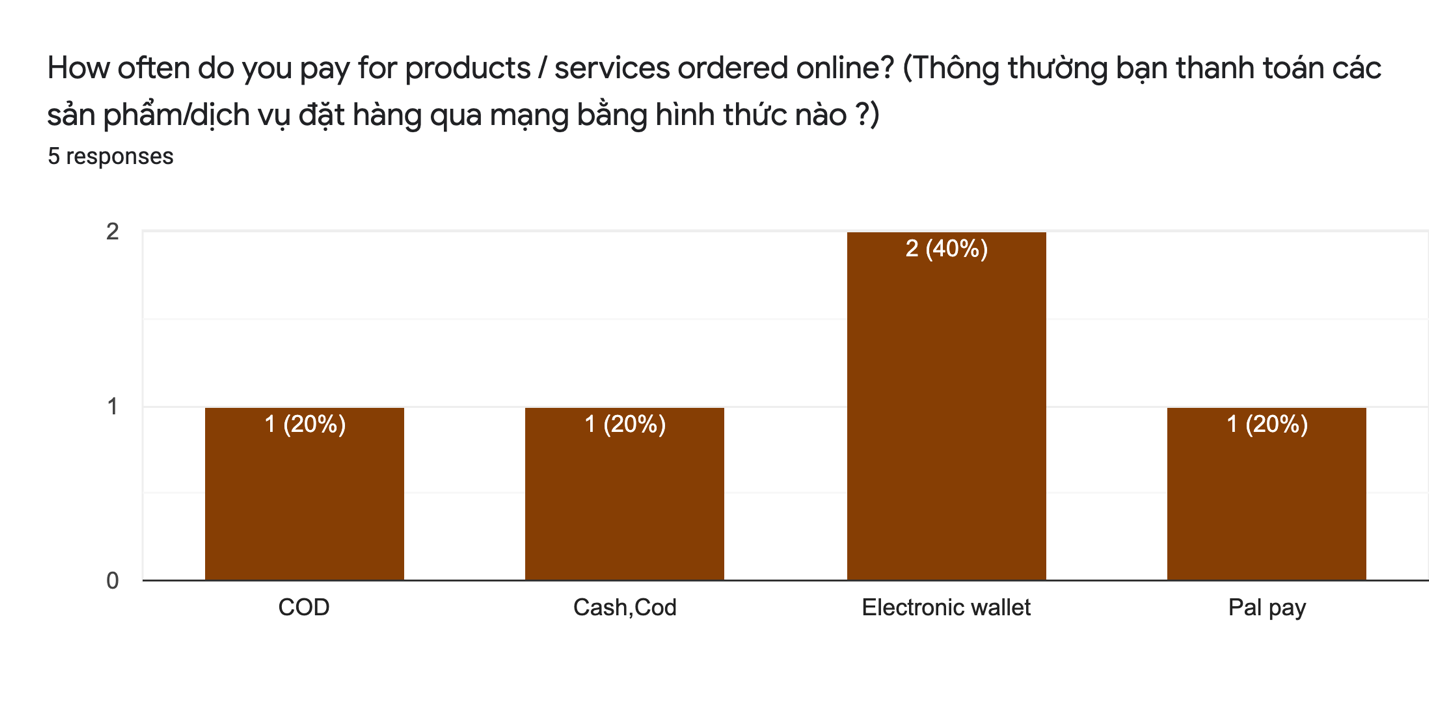 How often do you pay for products / services ordered online? (Thông thường bạn thanh toán các
sản phẩm/dịch vụ đặt hàng qua mạng bằng hình thức nào ?)
5 responses
2
1
0
1 (20%)
1 (20%)
2 (40%)
1 (20%)
COD
Cash,Cod
Electronic wallet
Pal pay